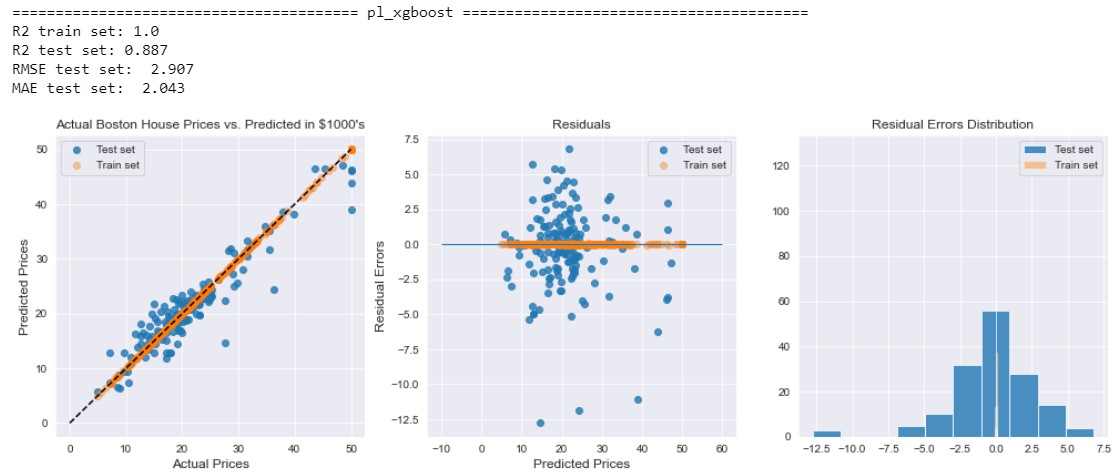 ====================================== pl_xgboost ======================================
R2 train set: 1.0
R2 test set: 0.887
RMSE test set:  2.907
MAE test set:  2.043
Actual Boston House Prices vs. Predicted in $1000's
Test set
Train set
50
40
30
20
10
0
0 10 20 30 40 50
Predicted Prices
Actual Prices
Residuals
Test set
Train set
7.5
5.0
2.5
0.0
−2.5
−5.0
−7.5
−10.0
−12.5
−10 0 10 20 30 40 50 60
Residual Errors
Predicted Prices
Residual Errors Distribution
Test set
Train set
120
100
80
60
40
20
0
−12.5 −10.0 −7.5 −5.0 −2.5 0.0 2.5 5.0 7.5